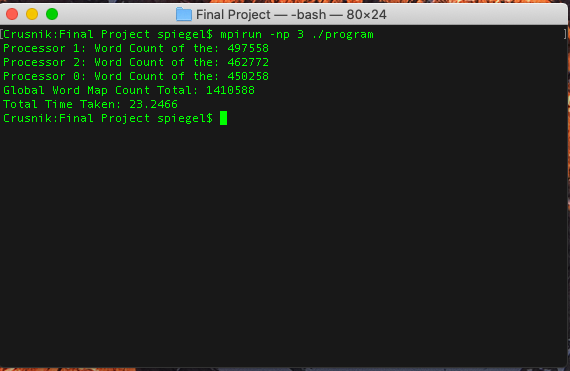 Final Project — -bash — 80×24
[Crusnik:Final Project spiegel$ mpirun -np 3 ./program ]
Processor 1: Word Count of the: 497558
Processor 2: Word Count of the: 462772
Processor 0: Word Count of the: 450258
Global Word Map Count Total: 1410588
Total Time Taken: 23.2466
Crusnik:Final Project spiegel$